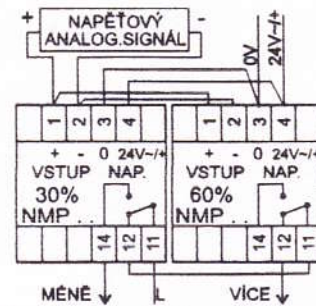 + NAPĚŤOVÝ -
ANALOG.SIGNÁL
0V
24V~/+
1 2 3 4
1 2 3 4
+ - 0 24V~/+
VSTUP NAP.
30%
NMP . .
14 12 11
+ - 0 24V~/+
VSTUP NAP.
60%
NMP . .
14 12 11
MÉNĚ L VÍCE